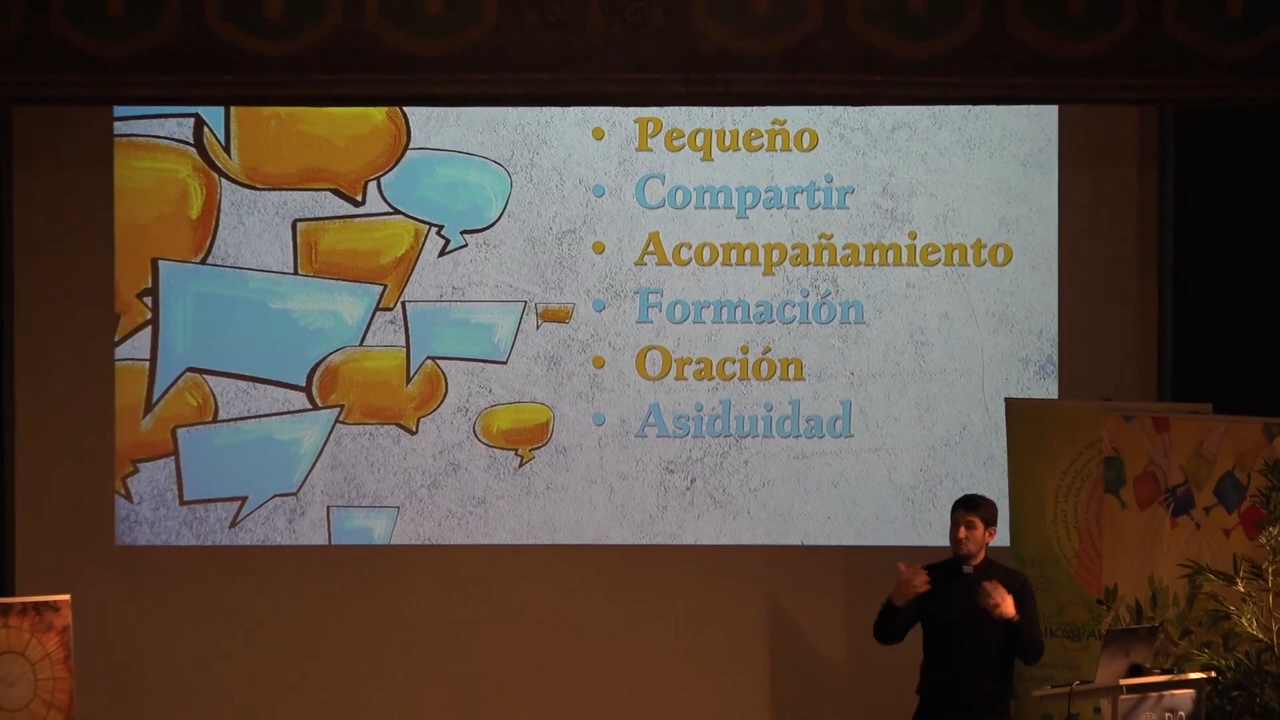 • Pequeño
• Compartir
• Acompañamiento
• Formación
• Oración
• Asiduidad